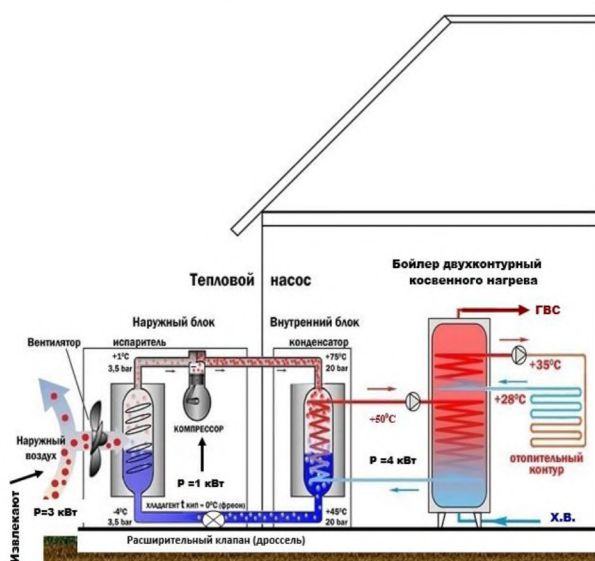 Бойлер двухконтурный
косвенного нагрева
Тепловой насос
ГВС
Наружный блок
Внутренний блок
Вентилятор
испаритель
конденсатор
+1°C
3,5 bar
+75°C
20 bar
+35°C
+28°C
+50°C
КОМПРЕССОР
отопительный
контур
Наружный
воздух
P =1 кВт
P =4 кВт
P=3 кВт
Извлекают
ХЛАДАГЕНТ t кип = 0°C (фреон)
-4°C
3,5 bar
+45°C
20 bar
Х.В.
Расширительный клапан (дроссель)